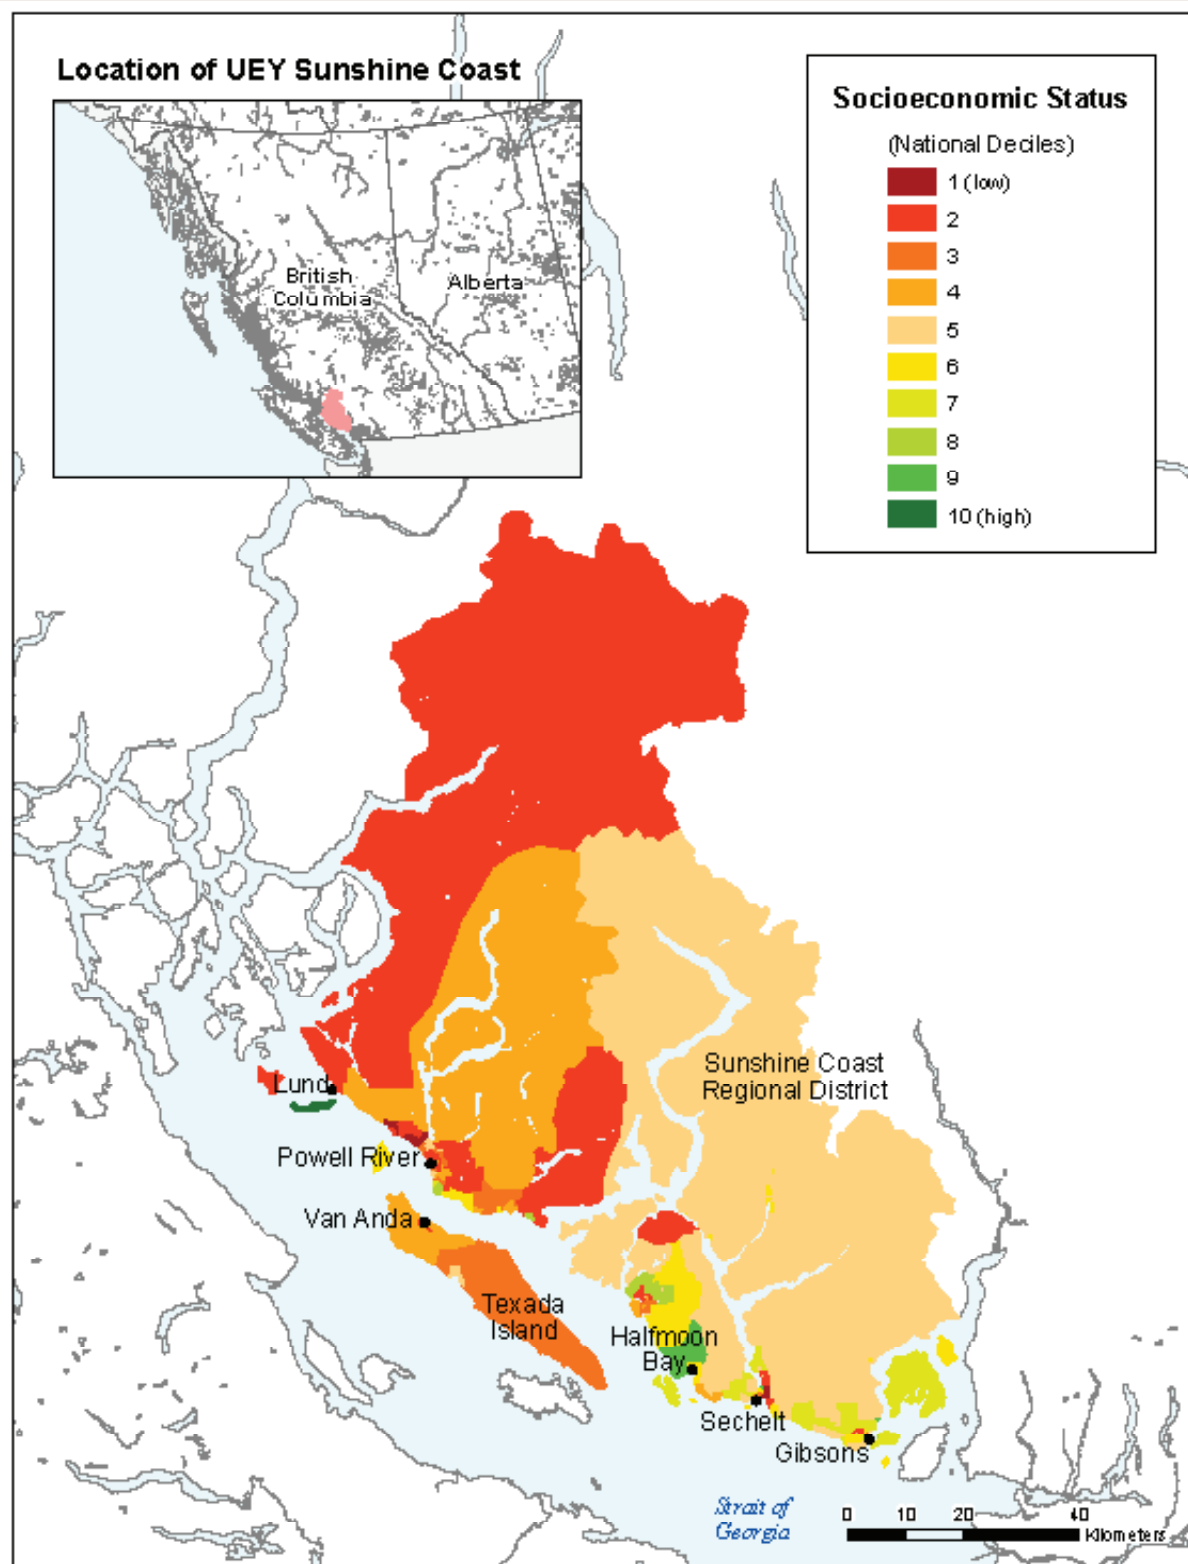 Location of UEY Sunshine Coast
British
Columbia
Alberta
Socioeconomic Status
(National Deciles)
1 (low)
2
3
4
5
6
7
8
9
10 (high)
Sunshine Coast
Regional District
Lund
Powell River
Van Anda
Texada
Island
Halfmoon
Bay
Sechelt
Gibsons
Strait of
Georgia
0 10 20 40
Kilometers